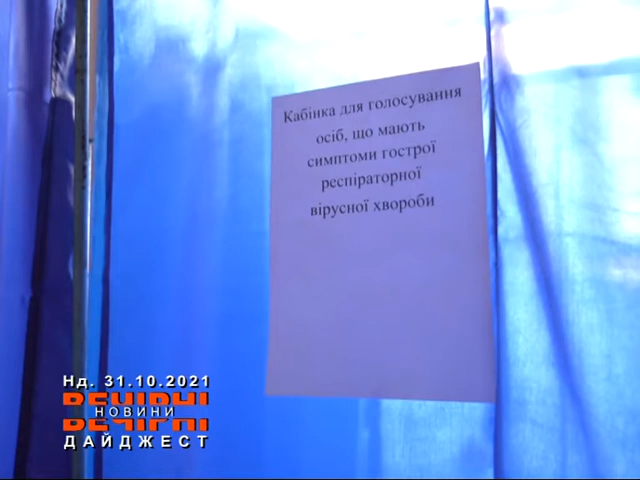 Кабінка для голосування
осіб, що мають
симптоми гострої
респіраторної
вірусної хвороби
Нд. 31.10.2021
ВЕЧІРНІ
НОВИНИ
ДАЙДЖЕСТ